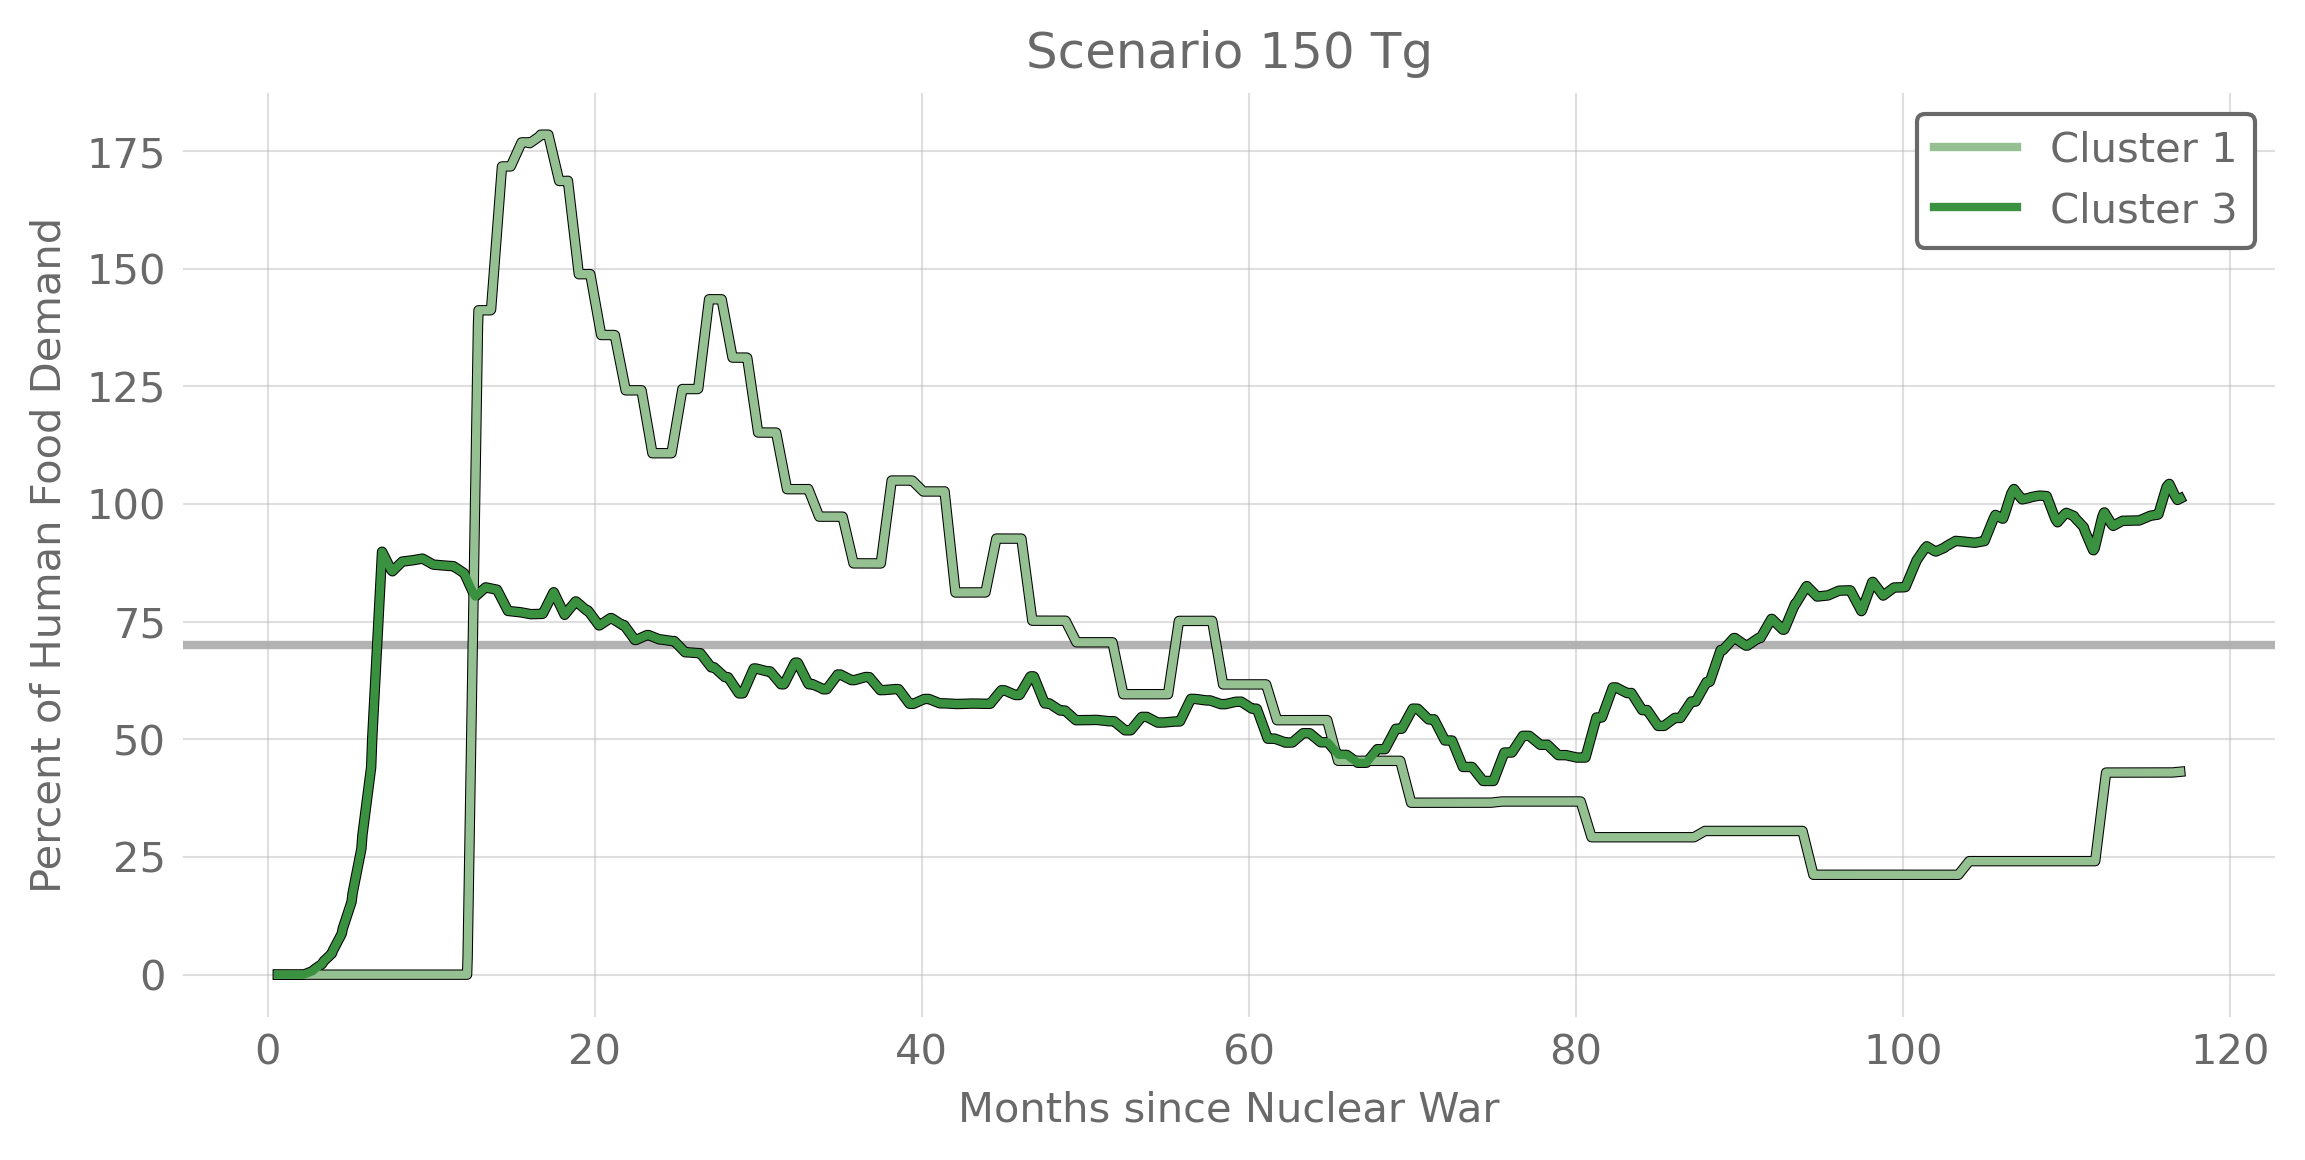 Scenario 150 Tg
Percent of Human Food Demand
175
150
125
100
75
50
25
0
Cluster 1
Cluster 3
0 20 40 60 80 100 120
Months since Nuclear War